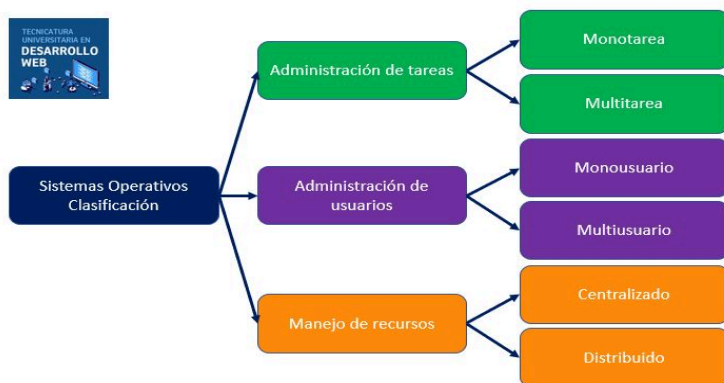 TECNICATURA
UNIVERSITARIA EN
DESARROLLO
WEB
Sistemas Operativos
Clasificación
Administración de tareas
Monotarea
Multitarea
Administración de
usuarios
Monousuario
Multiusuario
Manejo de recursos
Centralizado
Distribuido